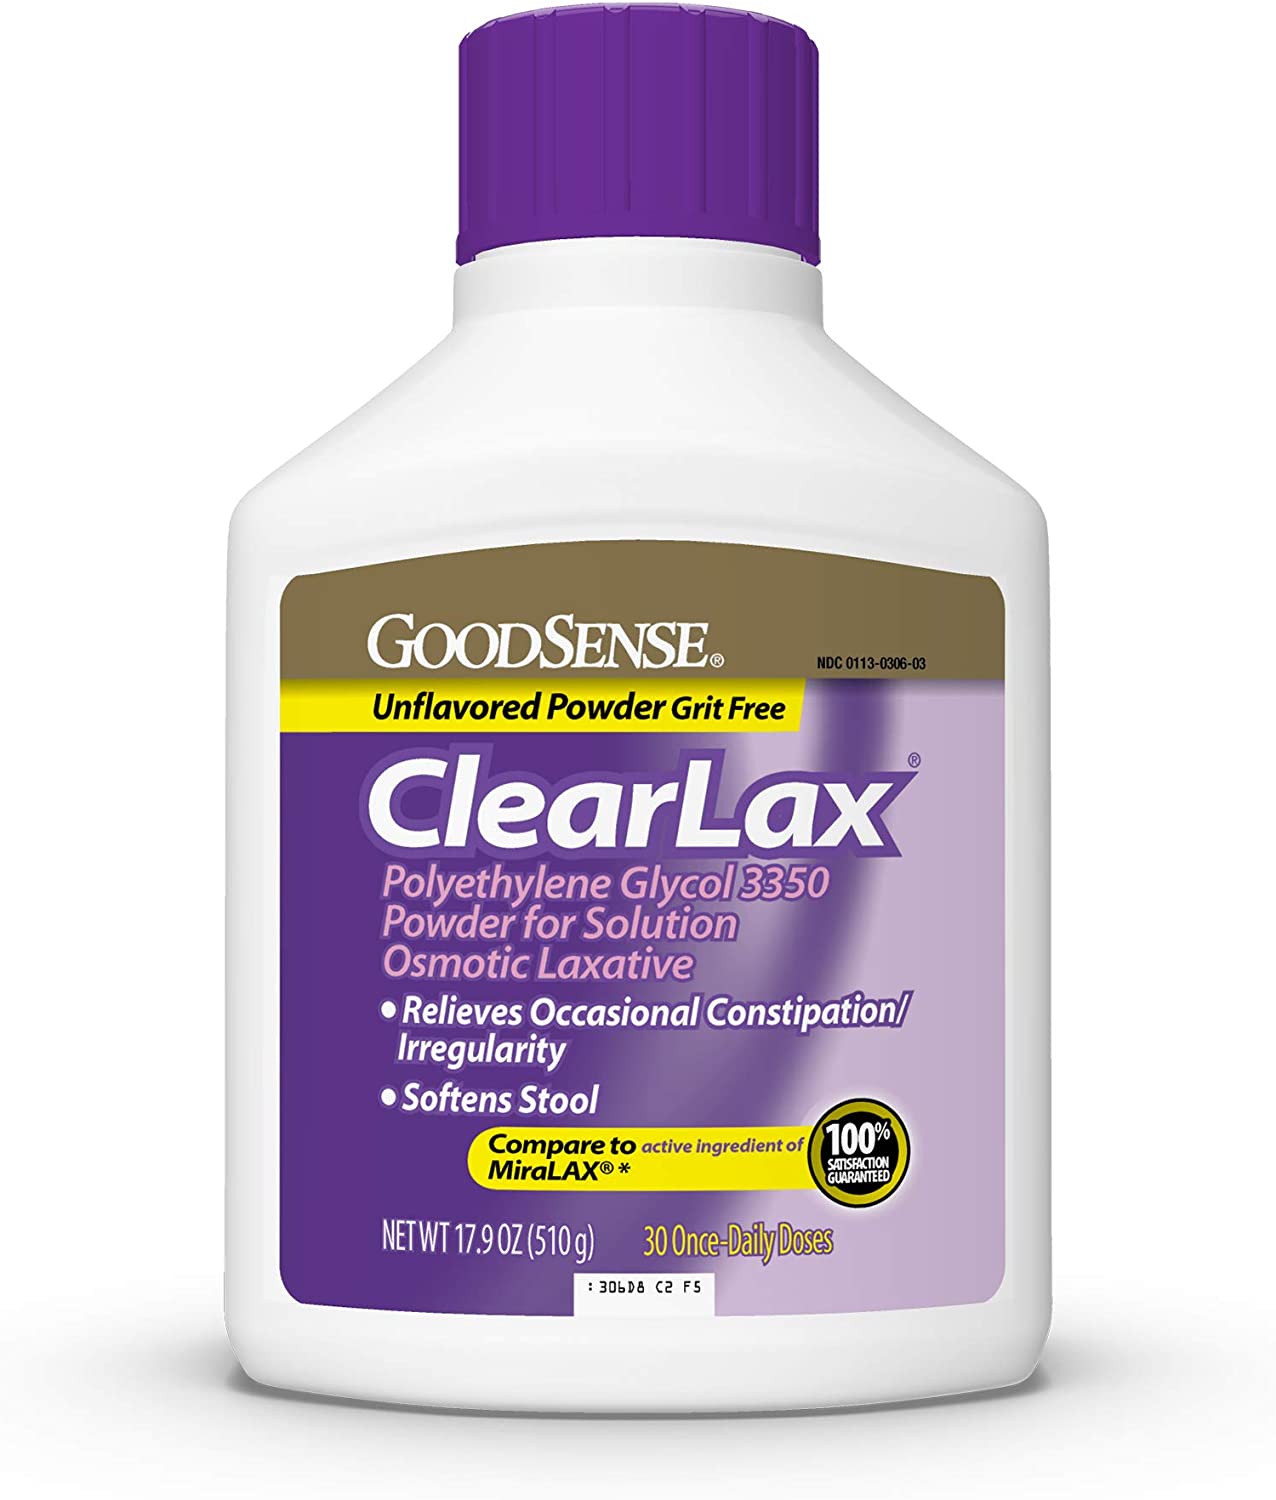 GOODSENSE®
NDC 0113-0306-03
Unflavored Powder Grit Free
ClearLax®
Polyethylene Glycol 3350
Powder for Solution
Osmotic Laxative
• Relieves Occasional Constipation/
Irregularity
• Softens Stool
Compare to active ingredient of
MiraLAX®*
100%
SATISFACTION
GUARANTEED
NET WT 17.9 OZ (510 g)
30 Once-Daily Doses
: 306D8 C2 F5